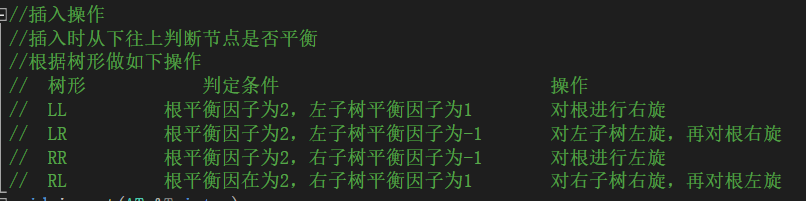 //插入操作
//插入时从下往上判断节点是否平衡
//根据树形做如下操作
// 树形 判定条件 操作
// LL 根平衡因子为2，左子树平衡因子为1 对根进行右旋
// LR 根平衡因子为2，左子树平衡因子为-1 对左子树左旋，再对根右旋
// RR 根平衡因子为2，右子树平衡因子为-1 对根进行左旋
// RL 根平衡因在为2，右子树平衡因子为1 对右子树右旋，再对根左旋